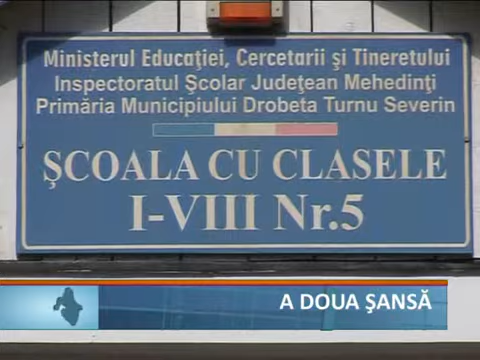 Ministerul Educaţiei, Cercetarii şi Tineretului
Inspectoratul Şcolar Judeţean Mehedinţi
Primăria Municipiului Drobeta Turnu Severin
ŞCOALA CU CLASELE
I-VIII Nr.5
A DOUA ŞANSĂ